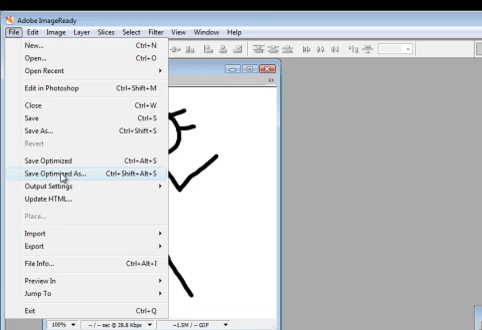 Adobe ImageReady
File Edit Image Layer Slices Select Filter View Window Help
New... Ctrl+N
Open... Ctrl+O
Open Recent
Edit in Photoshop Ctrl+Shift+M
Close Ctrl+W
Save Ctrl+S
Save As... Ctrl+Shift+S
Revert
Save Optimized Ctrl+Alt+S
Save Optimized As... Ctrl+Shift+Alt+S
Output Settings
Update HTML...
Place...
Import
Export
File Info... Ctrl+Alt+I
Preview In
Jump To
Exit Ctrl+Q
100% -- / -- sec @ 28.8 Kbps ~1.5M / -- GIF